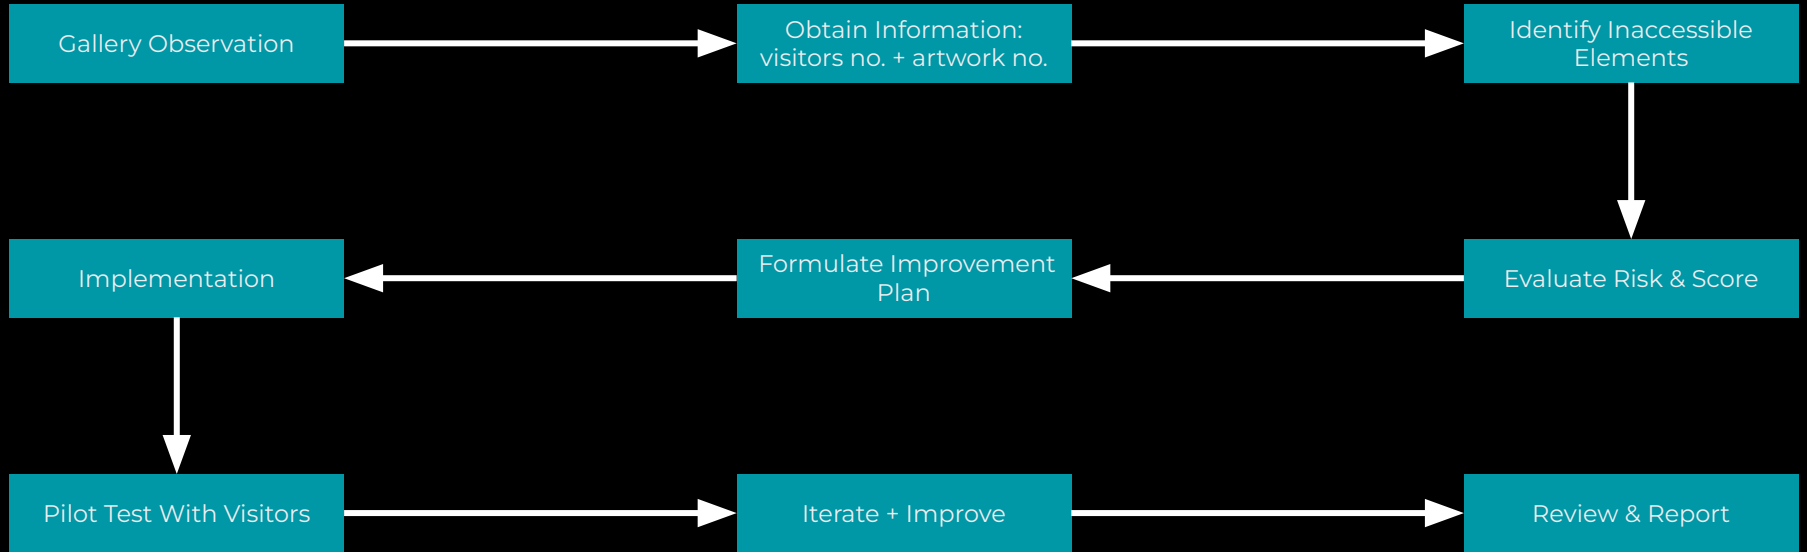 Gallery Observation
Obtain Information:
visitors no. + artwork no.
Identify Inaccessible
Elements
Evaluate Risk & Score
Formulate Improvement
Plan
Implementation
Pilot Test With Visitors
Iterate + Improve
Review & Report